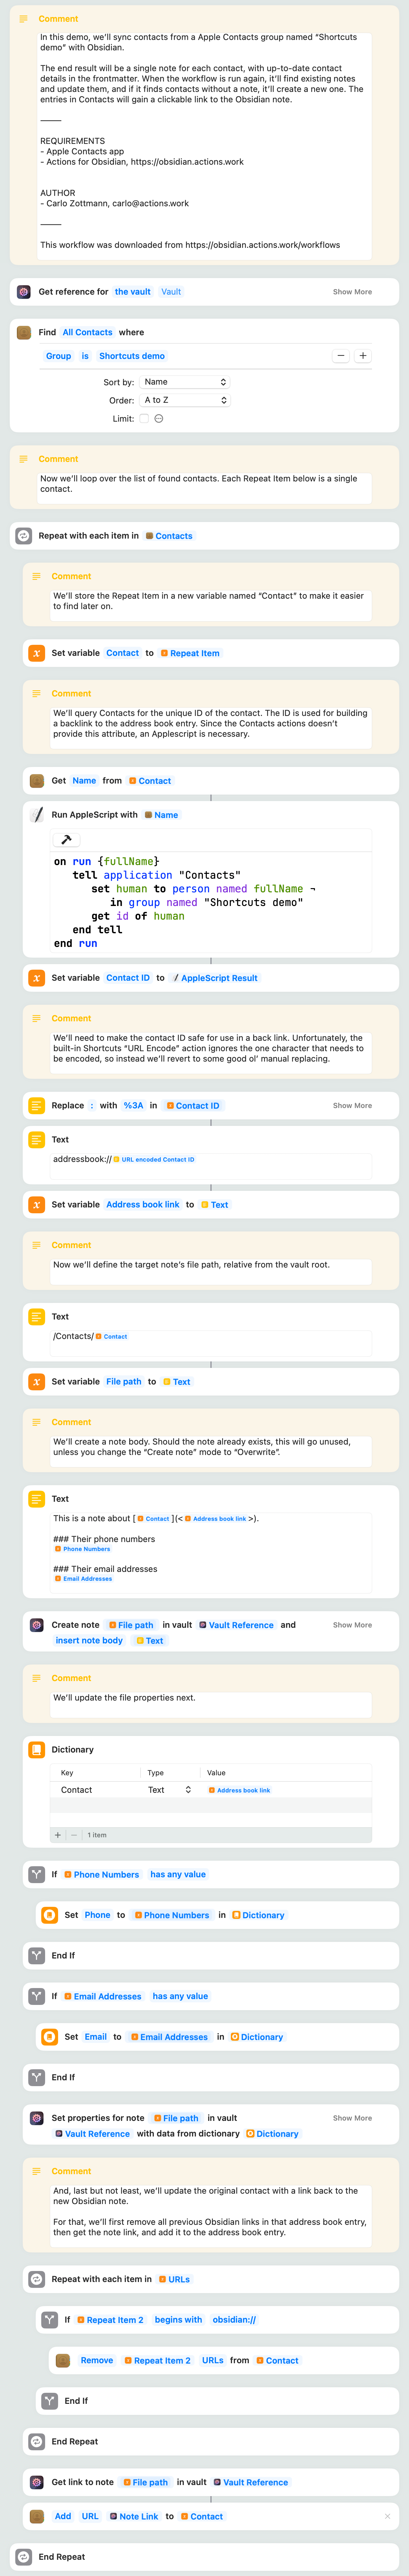 Comment
In this demo, we'll sync contacts from a Apple Contacts group named "Shortcuts
demo" with Obsidian.
The end result will be a single note for each contact, with up-to-date contact
details in the frontmatter. When the workflow is run again, it'll find existing notes
and update them, and if it finds contacts without a note, it'll create a new one. The
entries in Contacts will gain a clickable link to the Obsidian note.
———
REQUIREMENTS
- Apple Contacts app
- Actions for Obsidian, https://obsidian.actions.work
AUTHOR
- Carlo Zottmann, carlo@actions.work
———
This workflow was downloaded from https://obsidian.actions.work/workflows
Get reference for the vault Vault Show More
Find All Contacts where
Group is Shortcuts demo
Sort by: Name
Order: A to Z
Limit:
Comment
Now we'll loop over the list of found contacts. Each Repeat Item below is a single
contact.
Repeat with each item in Contacts
Comment
We'll store the Repeat Item in a new variable named "Contact" to make it easier
to find later on.
Set variable Contact to Repeat Item
Comment
We'll query Contacts for the unique ID of the contact. The ID is used for building
a backlink to the address book entry. Since the Contacts actions doesn't
provide this attribute, an Applescript is necessary.
Get Name from Contact
Run AppleScript with Name
on run {fullName}
tell application "Contacts"
set human to person named fullName ¬
in group named "Shortcuts demo"
get id of human
end tell
end run
Set variable Contact ID to AppleScript Result
Comment
We'll need to make the contact ID safe for use in a back link. Unfortunately, the
built-in Shortcuts "URL Encode" action ignores the one character that needs to
be encoded, so instead we'll revert to some good ol' manual replacing.
Replace : with %3A in Contact ID Show More
Text
addressbook://URL encoded Contact ID
Set variable Address book link to Text
Comment
Now we'll define the target note's file path, relative from the vault root.
Text
/Contacts/ Contact
Set variable File path to Text
Comment
We'll create a note body. Should the note already exists, this will go unused,
unless you change the "Create note" mode to "Overwrite".
Text
This is a note about [ Contact ](< Address book link >).
### Their phone numbers
Phone Numbers
### Their email addresses
Email Addresses
Create note File path in vault Vault Reference and Show More
insert note body Text
Comment
We'll update the file properties next.
Dictionary
Key Type Value
Contact Text Address book link
+ − 1 item
If Phone Numbers has any value
Set Phone to Phone Numbers in Dictionary
End If
If Email Addresses has any value
Set Email to Email Addresses in Dictionary
End If
Set properties for note File path in vault Show More
Vault Reference with data from dictionary Dictionary
Comment
And, last but not least, we'll update the original contact with a link back to the
new Obsidian note.
For that, we'll first remove all previous Obsidian links in that address book entry,
then get the note link, and add it to the address book entry.
Repeat with each item in URLs
If Repeat Item 2 begins with obsidian://
Remove Repeat Item 2 URLs from Contact
End If
End Repeat
Get link to note File path in vault Vault Reference
Add URL Note Link to Contact
End Repeat